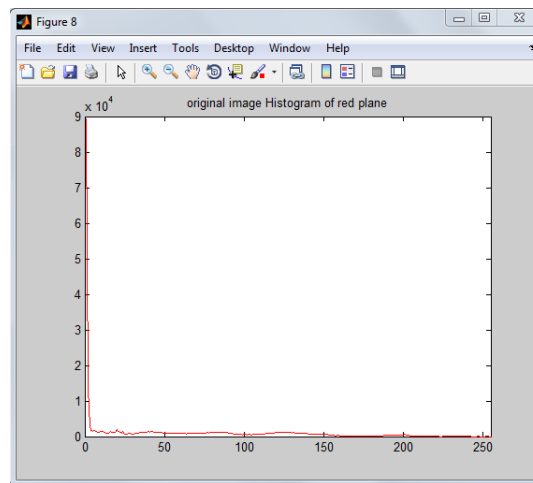 Figure 8
File Edit View Insert Tools Desktop Window Help
original image Histogram of red plane
x 10^4
9
8
7
6
5
4
3
2
1
0
0 50 100 150 200 250